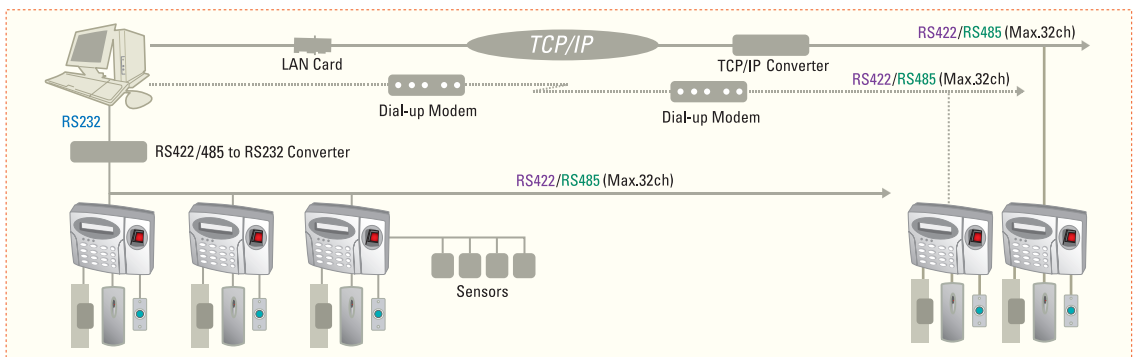 RS422/RS485 (Max.32ch)
TCP/IP
LAN Card
TCP/IP Converter
RS422/RS485 (Max.32ch)
Dial-up Modem
Dial-up Modem
RS232
RS422/485 to RS232 Converter
RS422/RS485 (Max.32ch)
Sensors